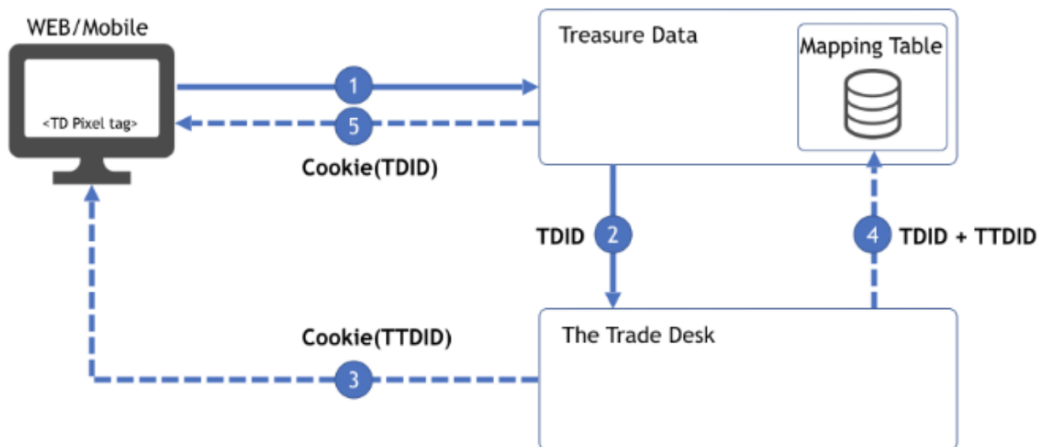 WEB/Mobile
<TD Pixel tag>
1
5
Cookie(TDID)
Treasure Data
Mapping Table
TDID
2
4
TDID + TTDID
Cookie(TTDID)
3
The Trade Desk